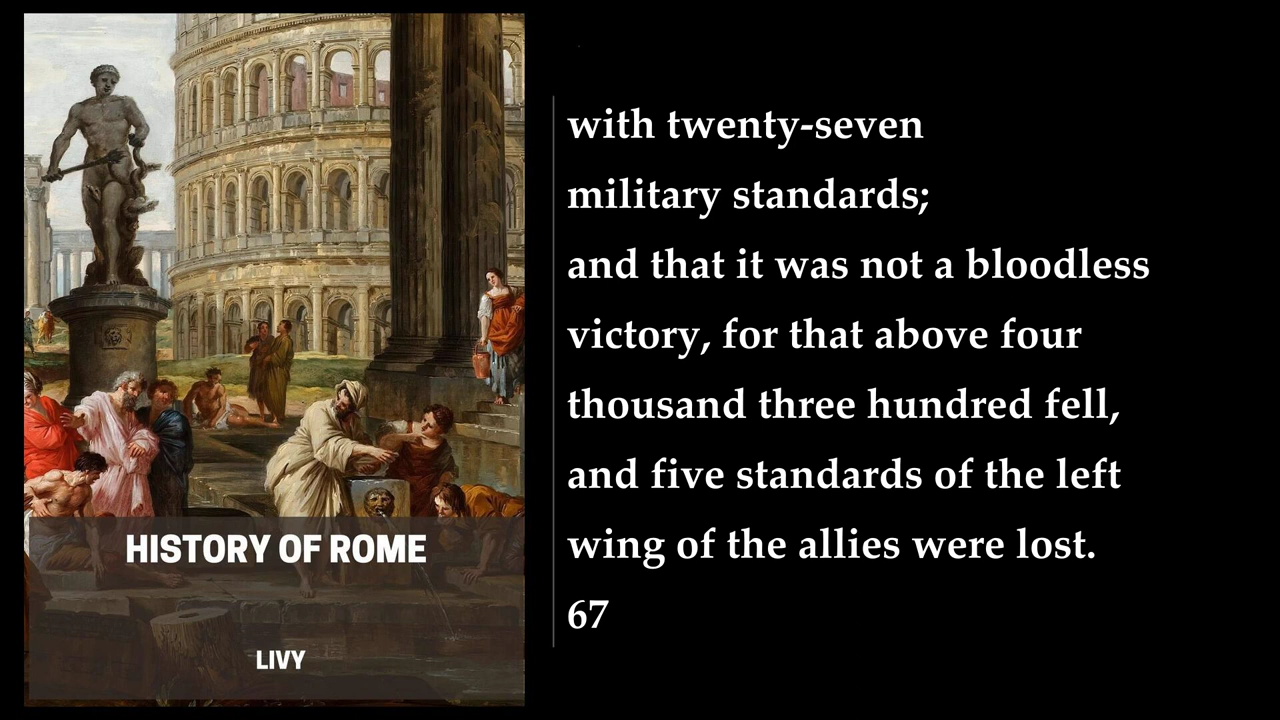 HISTORY OF ROME
LIVY
with twenty-seven
military standards;
and that it was not a bloodless
victory, for that above four
thousand three hundred fell,
and five standards of the left
wing of the allies were lost.
67